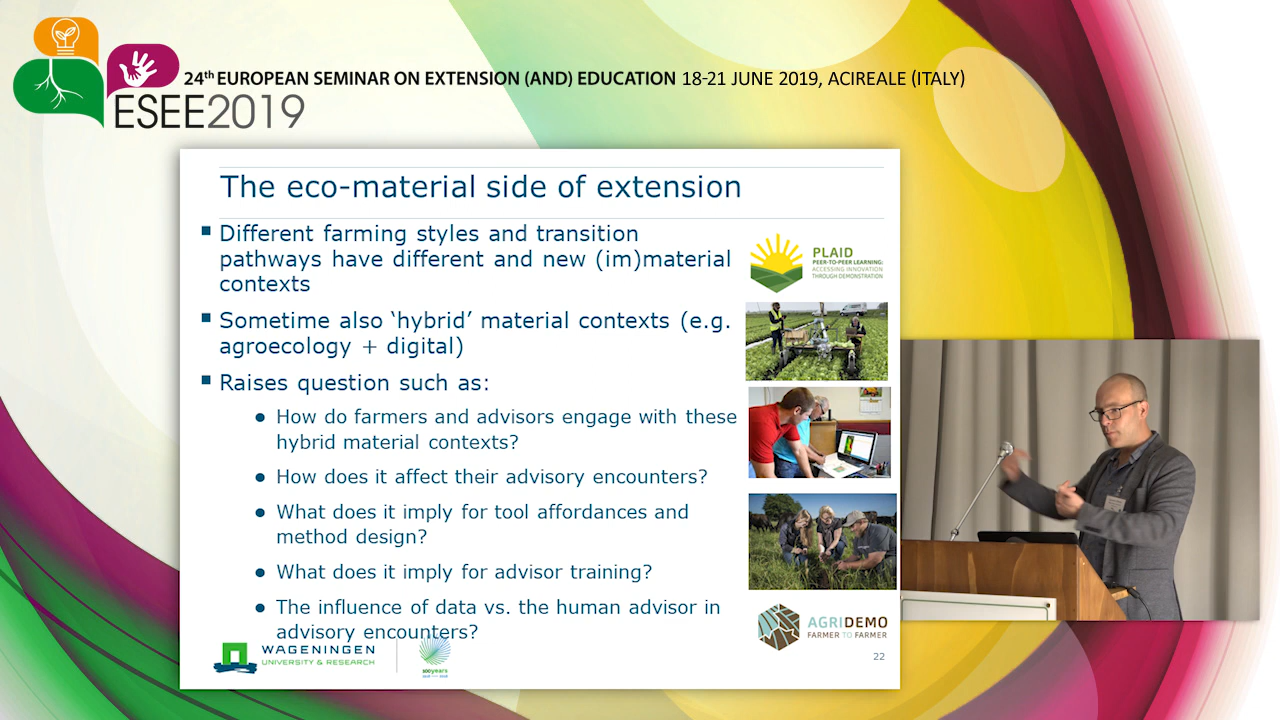 24th EUROPEAN SEMINAR ON EXTENSION (AND) EDUCATION 18-21 JUNE 2019, ACIREALE (ITALY)
ESEE2019
The eco-material side of extension
Different farming styles and transition
pathways have different and new (im)material
contexts
Sometime also ‘hybrid’ material contexts (e.g.
agroecology + digital)
Raises question such as:
How do farmers and advisors engage with these
hybrid material contexts?
How does it affect their advisory encounters?
What does it imply for tool affordances and
method design?
What does it imply for advisor training?
The influence of data vs. the human advisor in
advisory encounters?
PLAID
PEER-TO-PEER LEARNING:
ACCESSING INNOVATION
THROUGH DEMONSTRATION
AGRIDEMO
FARMER TO FARMER
WAGENINGEN
UNIVERSITY & RESEARCH
100years
22